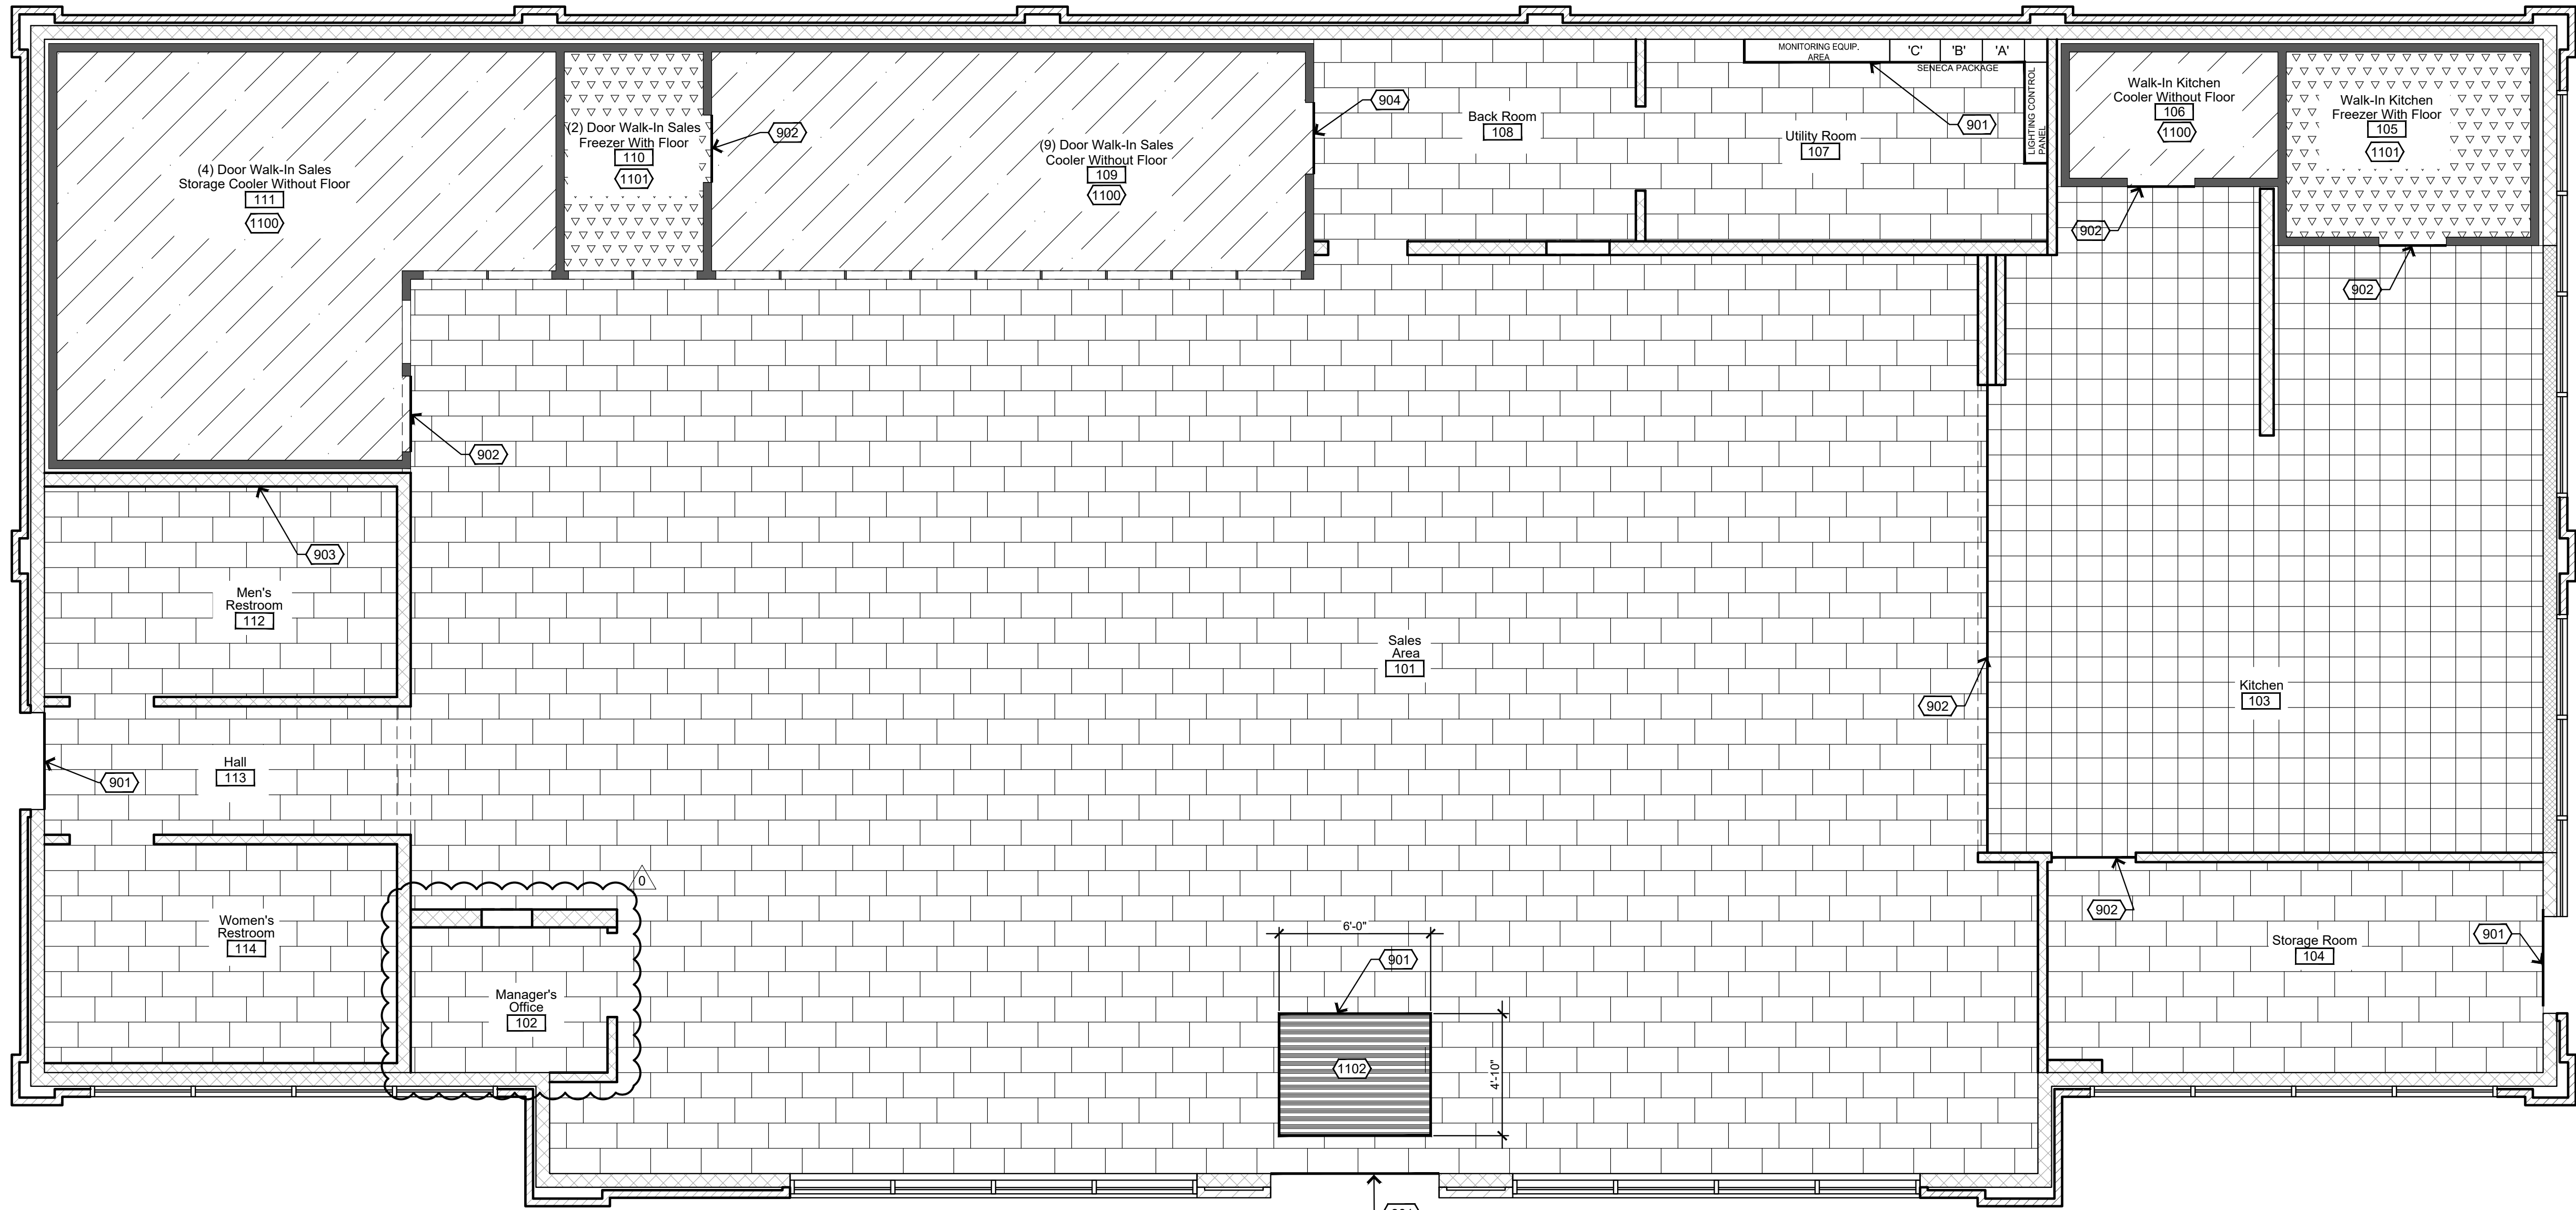 MONITORING EQUIP.
AREA
'C'
'B'
'A'
SENECA PACKAGE
LIGHTING CONTROL
PANEL
901
Walk-In Kitchen
Cooler Without Floor
106
1100
Walk-In Kitchen
Freezer With Floor
105
1101
904
Back Room
108
Utility Room
107
(2) Door Walk-In Sales
Freezer With Floor
110
1101
902
(9) Door Walk-In Sales
Cooler Without Floor
109
1100
(4) Door Walk-In Sales
Storage Cooler Without Floor
111
1100
902
902
902
903
Men's
Restroom
112
Sales
Area
101
902
Kitchen
103
Hall
113
901
0
Women's
Restroom
114
Manager's
Office
102
6'-0"
901
1102
4'-10"
902
Storage Room
104
901